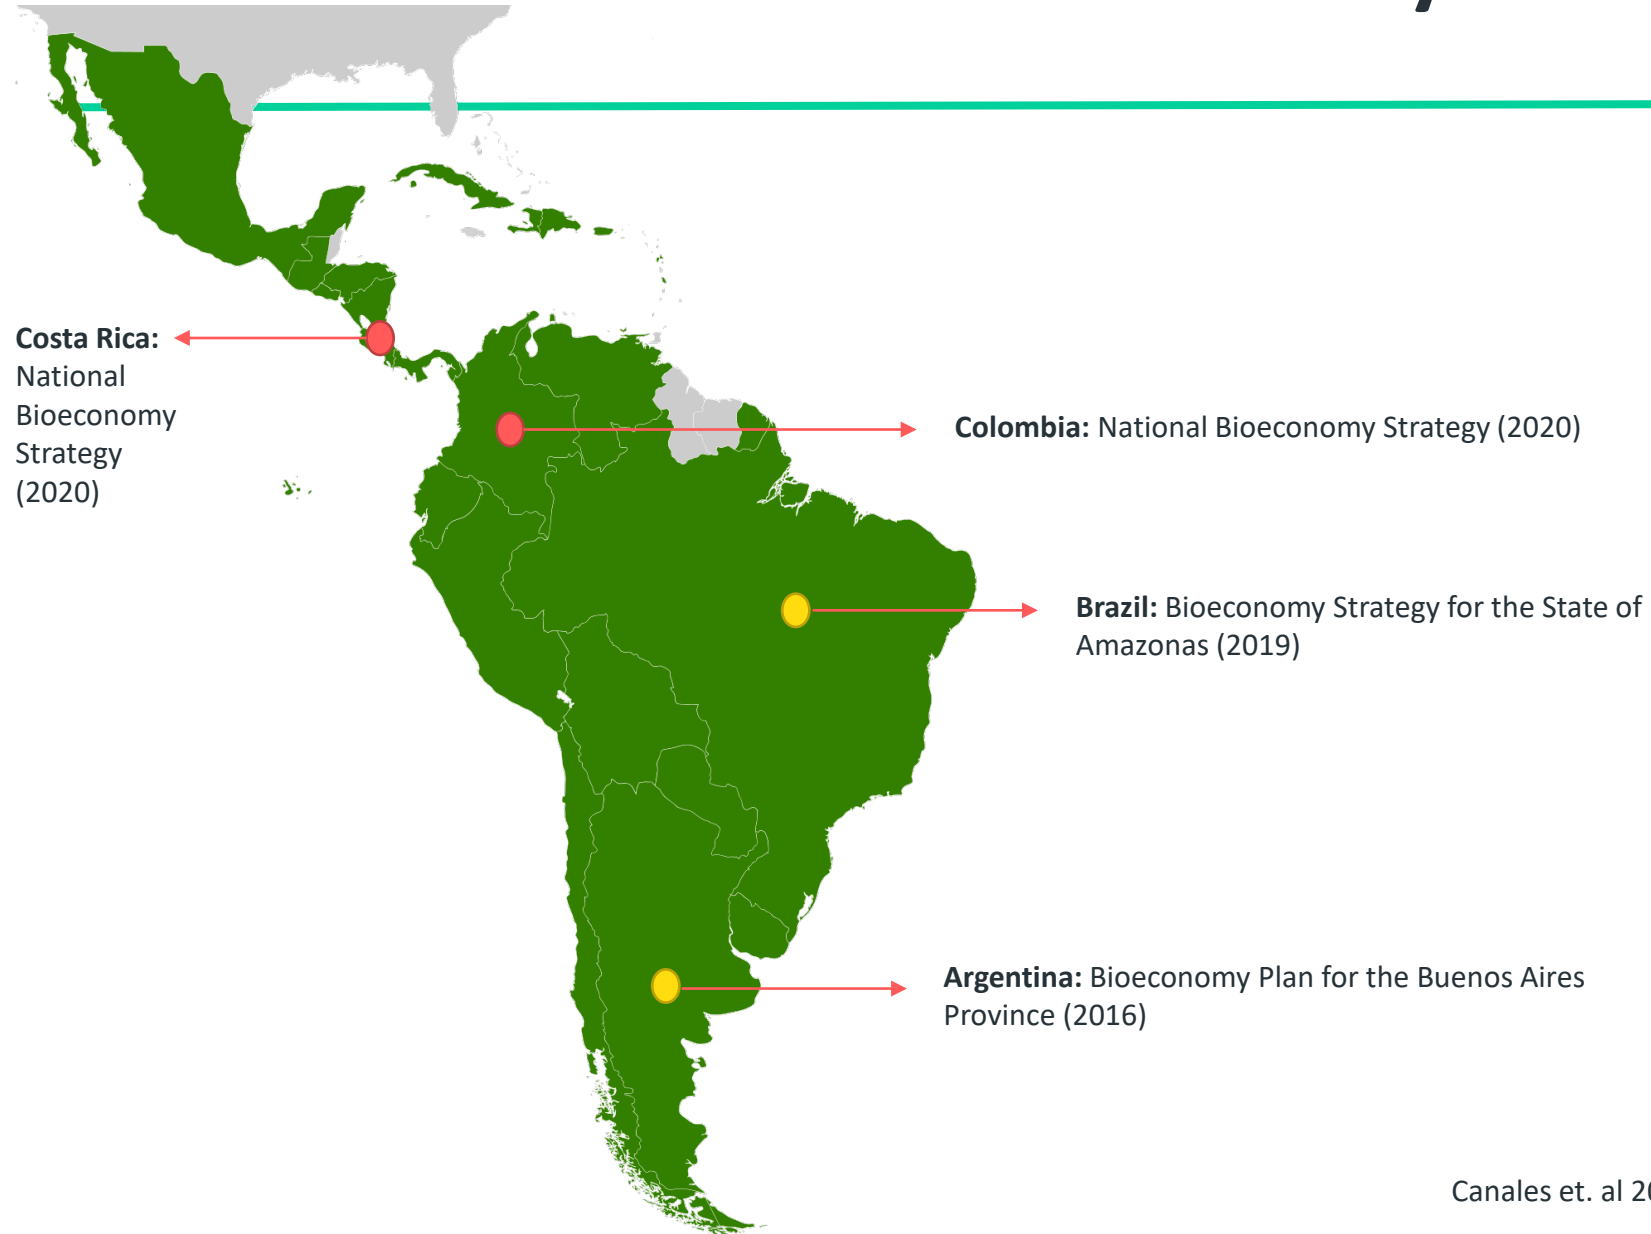 Costa Rica:
National
Bioeconomy
Strategy
(2020)
Colombia: National Bioeconomy Strategy (2020)
Brazil: Bioeconomy Strategy for the State of
Amazonas (2019)
Argentina: Bioeconomy Plan for the Buenos Aires
Province (2016)
Canales et. al